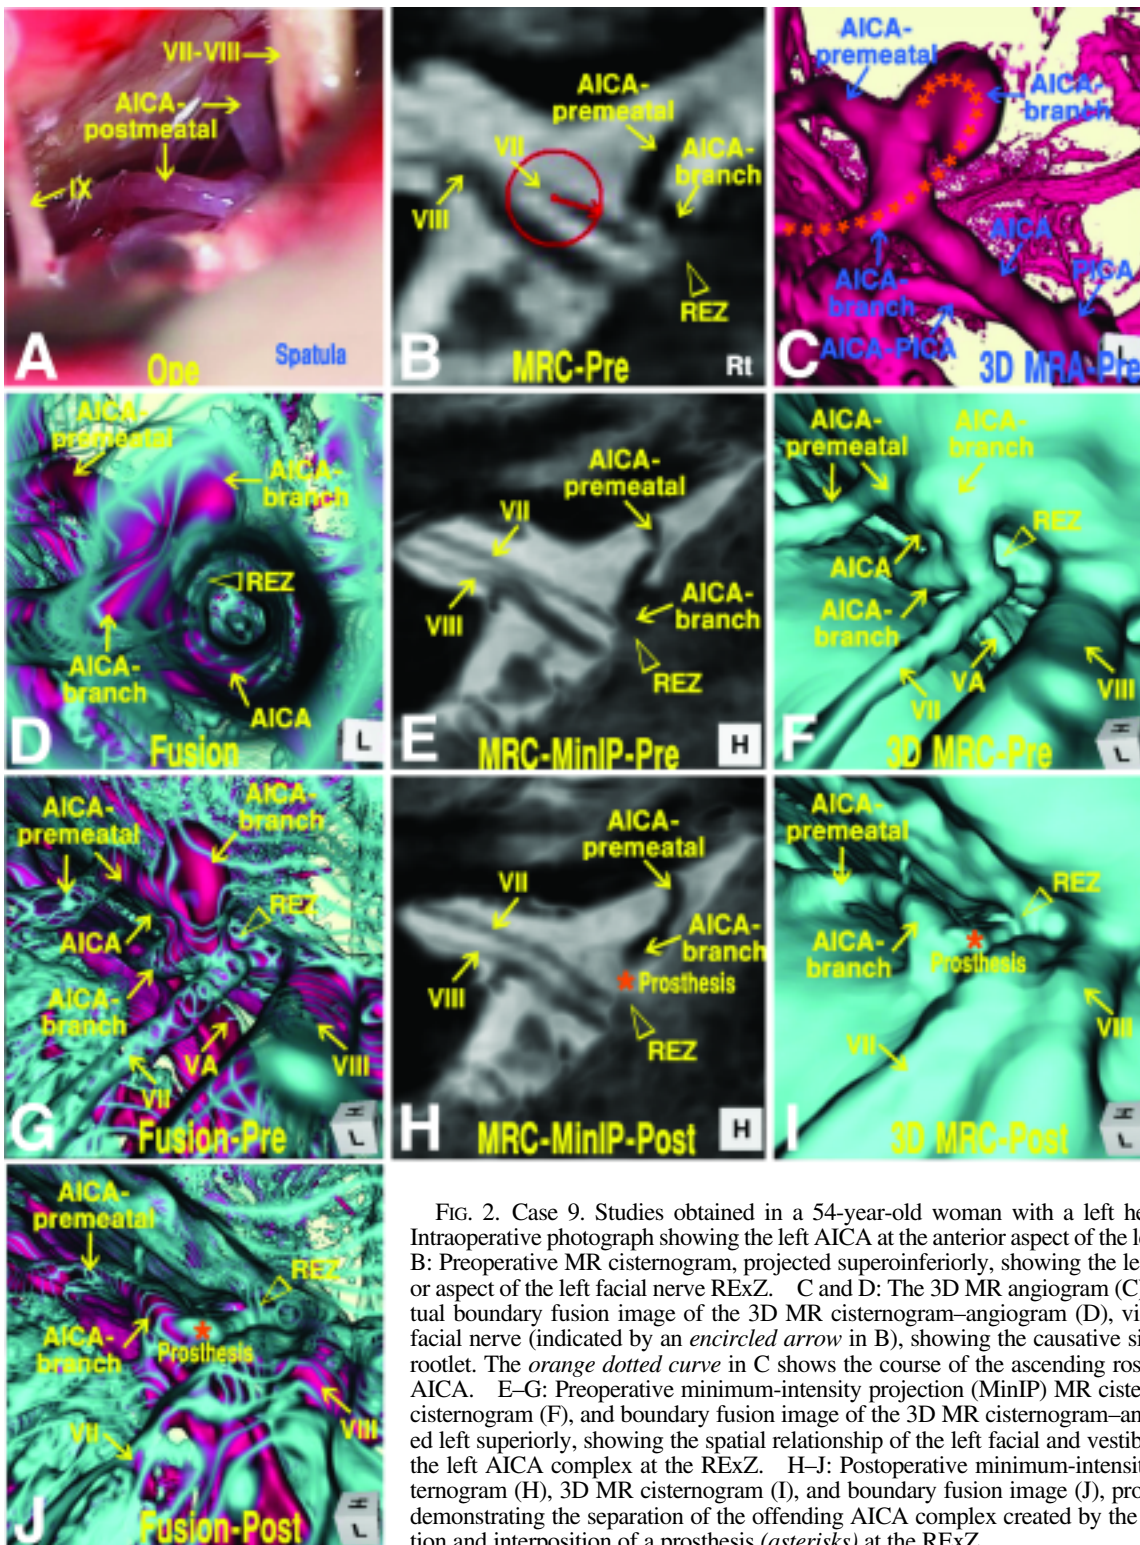 VII-VIII
AICA-
postmeatal
IX
A
Ope
Spatula
AICA-
premeatal
VII
AICA-
branch
VIII
REZ
B
MRC-Pre
Rt
AICA-
premeatal
AICA-
branch
AICA
PICA
AICA-
branch
AICA-PICA
C
3D MRA-Pre
L
AICA-
premeatal
AICA-
branch
REZ
AICA-
branch
AICA
D
Fusion
L
AICA-
premeatal
VII
VIII
AICA-
branch
REZ
E
MRC-MinIP-Pre
H
AICA-
premeatal
AICA-
branch
REZ
AICA
AICA-
branch
VA
VII
VIII
F
3D MRC-Pre
H
L
AICA-
premeatal
AICA-
branch
REZ
AICA
AICA-
branch
VA
VII
VIII
G
Fusion-Pre
H
L
AICA-
premeatal
VII
AICA-
branch
VIII
* Prosthesis
REZ
H
MRC-MinIP-Post
H
AICA-
premeatal
REZ
AICA-
branch
*
Prosthesis
VII
VIII
I
3D MRC-Post
H
L
AICA-
premeatal
REZ
AICA-
branch
*
Prosthesis
VII
VIII
J
Fusion-Post
H
L
FIG. 2. Case 9. Studies obtained in a 54-year-old woman with a left he
Intraoperative photograph showing the left AICA at the anterior aspect of the l
B: Preoperative MR cisternogram, projected superoinferiorly, showing the le
or aspect of the left facial nerve RExZ. C and D: The 3D MR angiogram (C)
tual boundary fusion image of the 3D MR cisternogram–angiogram (D), vi
facial nerve (indicated by an encircled arrow in B), showing the causative si
rootlet. The orange dotted curve in C shows the course of the ascending ros
AICA. E–G: Preoperative minimum-intensity projection (MinIP) MR ciste
cisternogram (F), and boundary fusion image of the 3D MR cisternogram–an
ed left superiorly, showing the spatial relationship of the left facial and vestib
the left AICA complex at the RExZ. H–J: Postoperative minimum-intensit
ternogram (H), 3D MR cisternogram (I), and boundary fusion image (J), pro
demonstrating the separation of the offending AICA complex created by the
tion and interposition of a prosthesis (asterisks) at the RExZ.